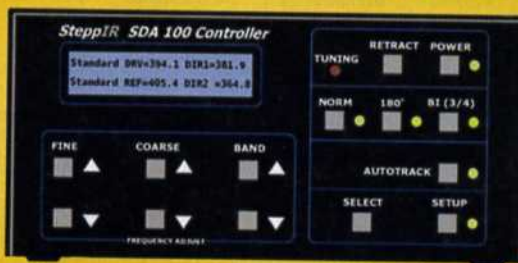 SteppIR SDA 100 Controller
Standard DRV=394.1 DIR1=381.9
Standard REF=405.4 DIR2 =364.8
TUNING
RETRACT
POWER
NORM
180°
BI (3/4)
FINE
COARSE
BAND
AUTOTRACK
SELECT
SETUP
FREQUENCY ADJUST